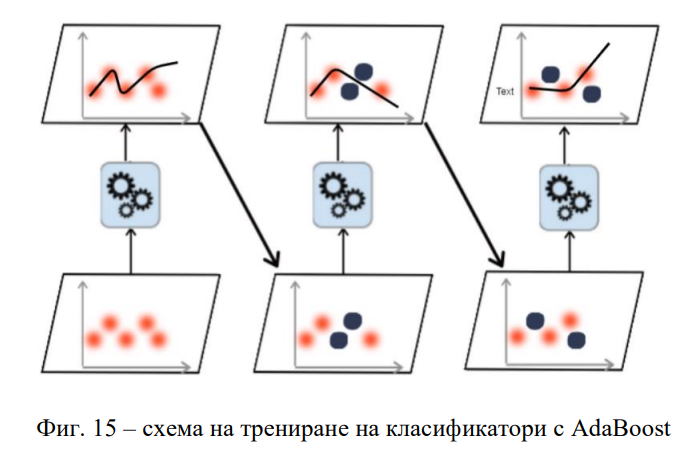 Text
Фиг. 15 – схема на трениране на класификатори с AdaBoost